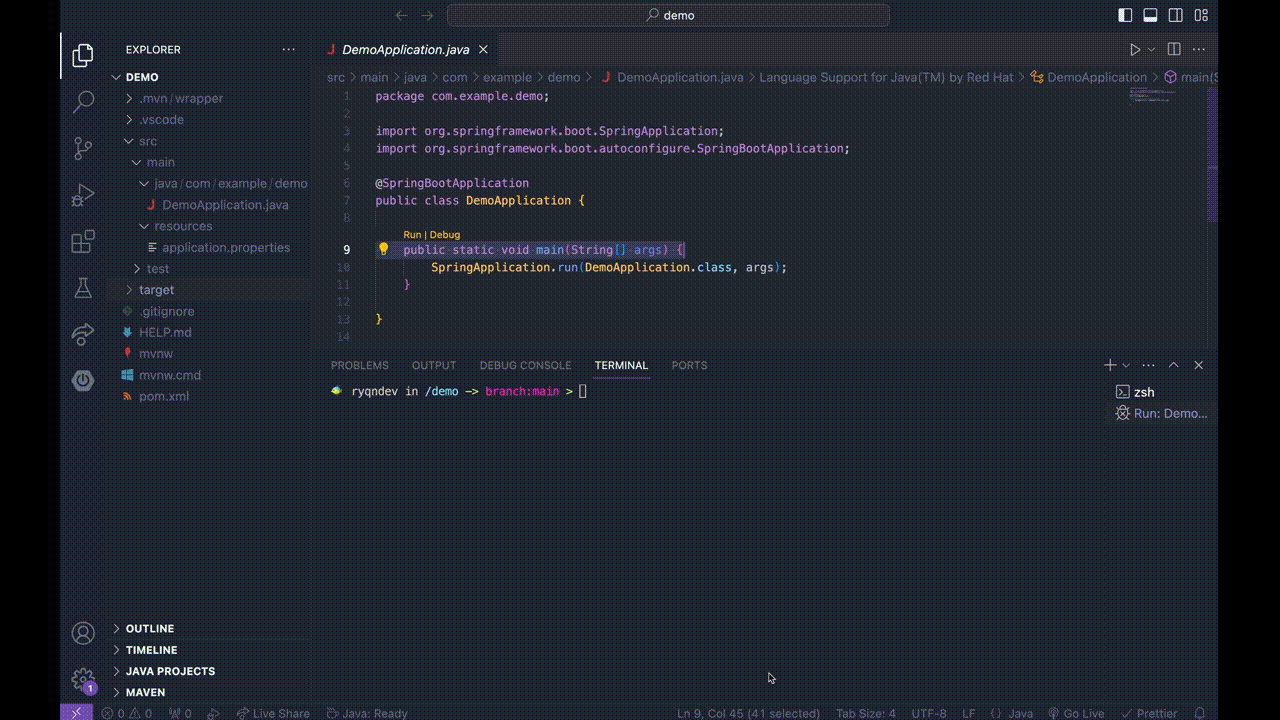 demo
EXPLORER
DEMO
.mvn/wrapper
.vscode
src
main
java/com/example/demo
DemoApplication.java
resources
application.properties
test
target
.gitignore
HELP.md
mvnw
mvnw.cmd
pom.xml
OUTLINE
TIMELINE
JAVA PROJECTS
MAVEN
DemoApplication.java
src > main > java > com > example > demo > DemoApplication.java > Language Support for Java(TM) by Red Hat > DemoApplication > main(S
1 package com.example.demo;
2
3 import org.springframework.boot.SpringApplication;
4 import org.springframework.boot.autoconfigure.SpringBootApplication;
5
6 @SpringBootApplication
7 public class DemoApplication {
8
Run | Debug
9 public static void main(String[] args) {
10 SpringApplication.run(DemoApplication.class, args);
11 }
12
13 }
14
PROBLEMS OUTPUT DEBUG CONSOLE TERMINAL PORTS
ryqndev in /demo -> branch:main >
zsh
Run: Demo...
1
0 0 0 Live Share Java: Ready Ln 9, Col 45 (41 selected) Tab Size: 4 UTF-8 LF {} Java Go Live Prettier